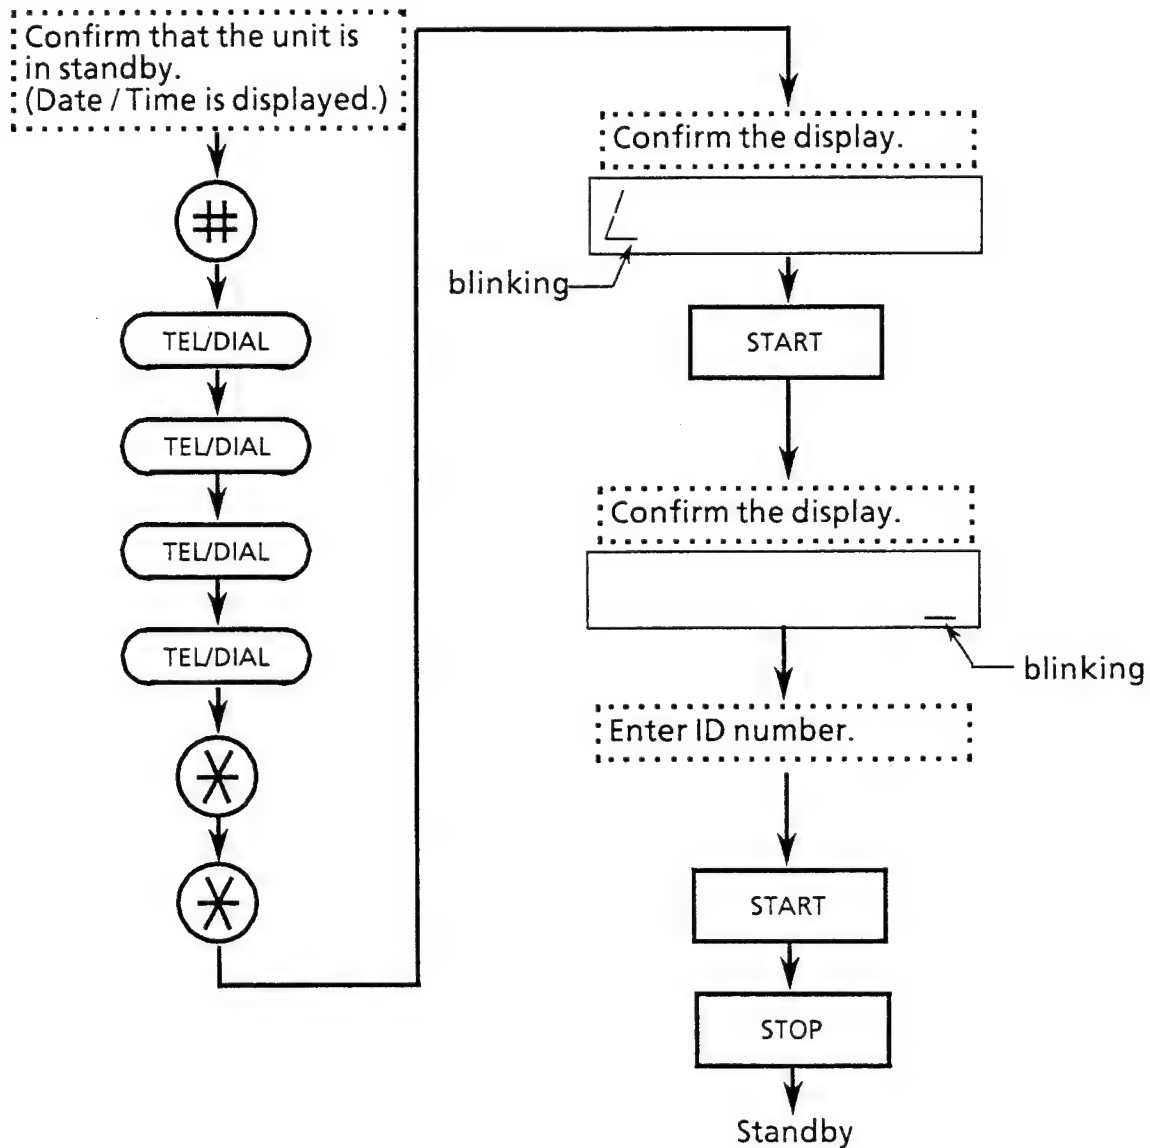 Confirm that the unit is
in standby.
(Date / Time is displayed.)
#
TEL/DIAL
TEL/DIAL
TEL/DIAL
TEL/DIAL
*
*
Confirm the display.
blinking
START
Confirm the display.
_
blinking
Enter ID number.
START
STOP
Standby